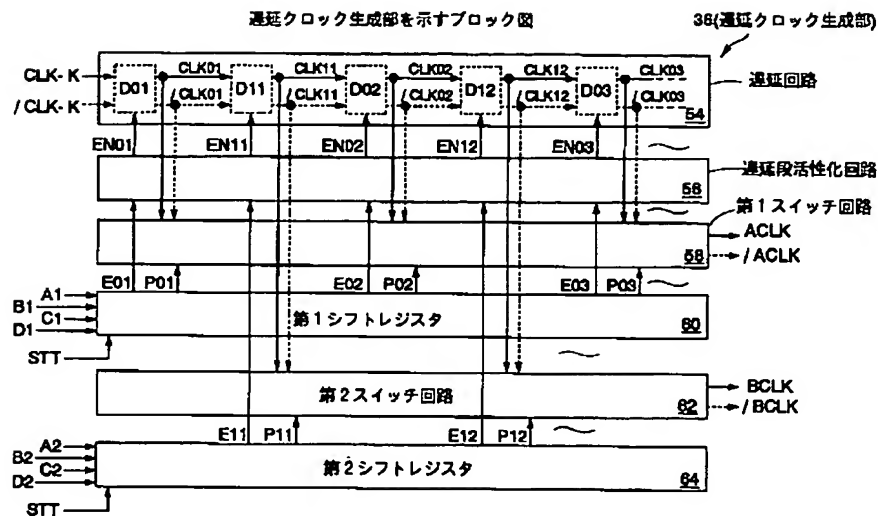 遅延クロック生成部を示すブロック図
38(遅延クロック生成部)
CLK-K
/CLK-K
D01
CLK01
/CLK01
D11
CLK11
/CLK11
D02
CLK02
/CLK02
D12
CLK12
/CLK12
D03
CLK03
/CLK03
遅延回路
54
EN01
EN11
EN02
EN12
EN03
遅延段活性化回路
56
第1スイッチ回路
ACLK
/ACLK
58
E01
P01
E02
P02
E03
P03
A1
B1
C1
D1
第1シフトレジスタ
60
STT
第2スイッチ回路
BCLK
/BCLK
62
E11
P11
E12
P12
A2
B2
C2
D2
第2シフトレジスタ
64
STT